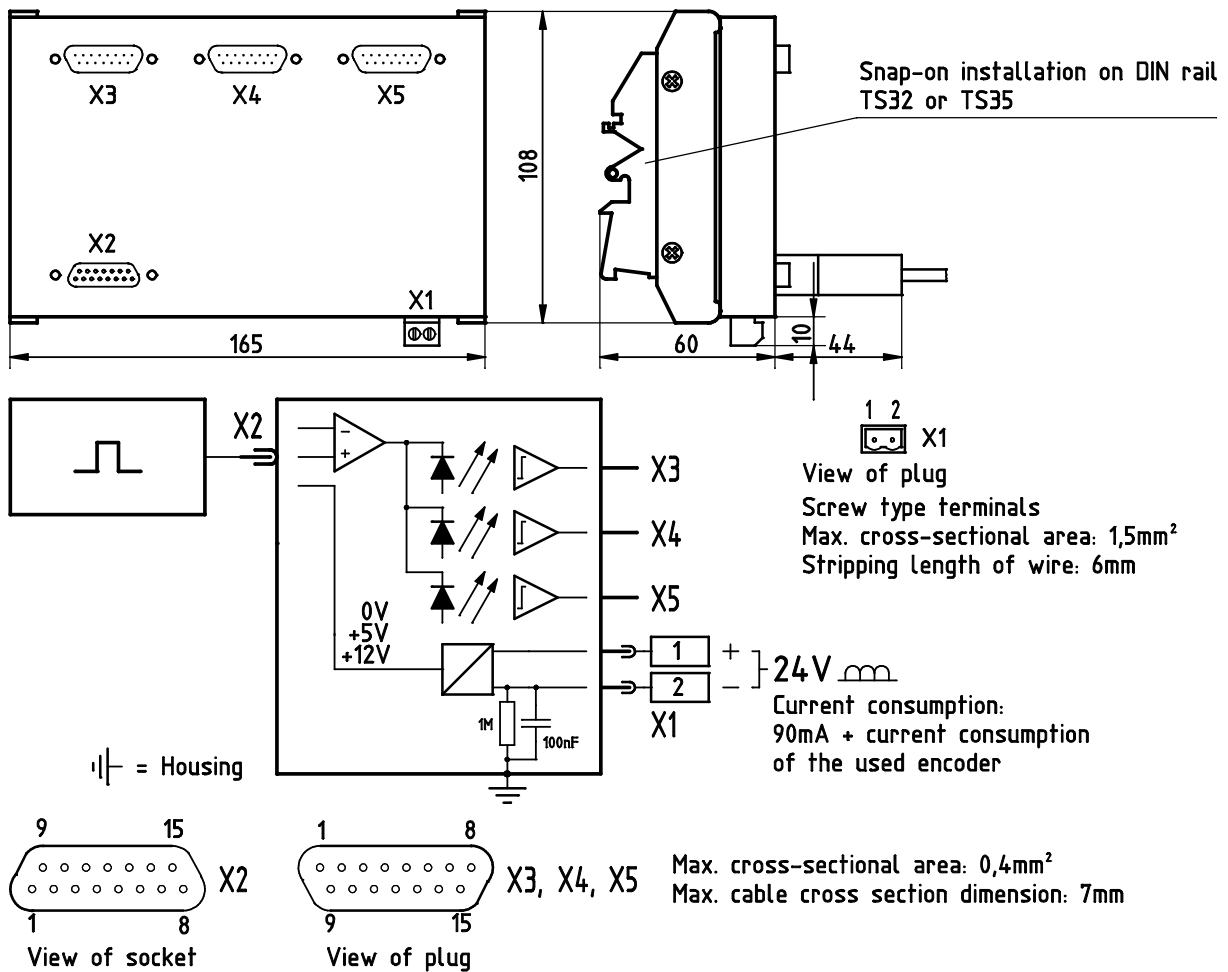 X3 X4 X5
Snap-on installation on DIN rail
TS32 or TS35
108
X2
X1
165
60
10
44
X2
−
+
X3
X4
X5
0V
+5V
+12V
1 +
2 −
24V
X1
1M
100nF
1 2
X1
View of plug
Screw type terminals
Max. cross-sectional area: 1,5mm²
Stripping length of wire: 6mm
Current consumption:
90mA + current consumption
of the used encoder
= Housing
9 15
X2
1 8
View of socket
1 8
X3, X4, X5
9 15
View of plug
Max. cross-sectional area: 0,4mm²
Max. cable cross section dimension: 7mm